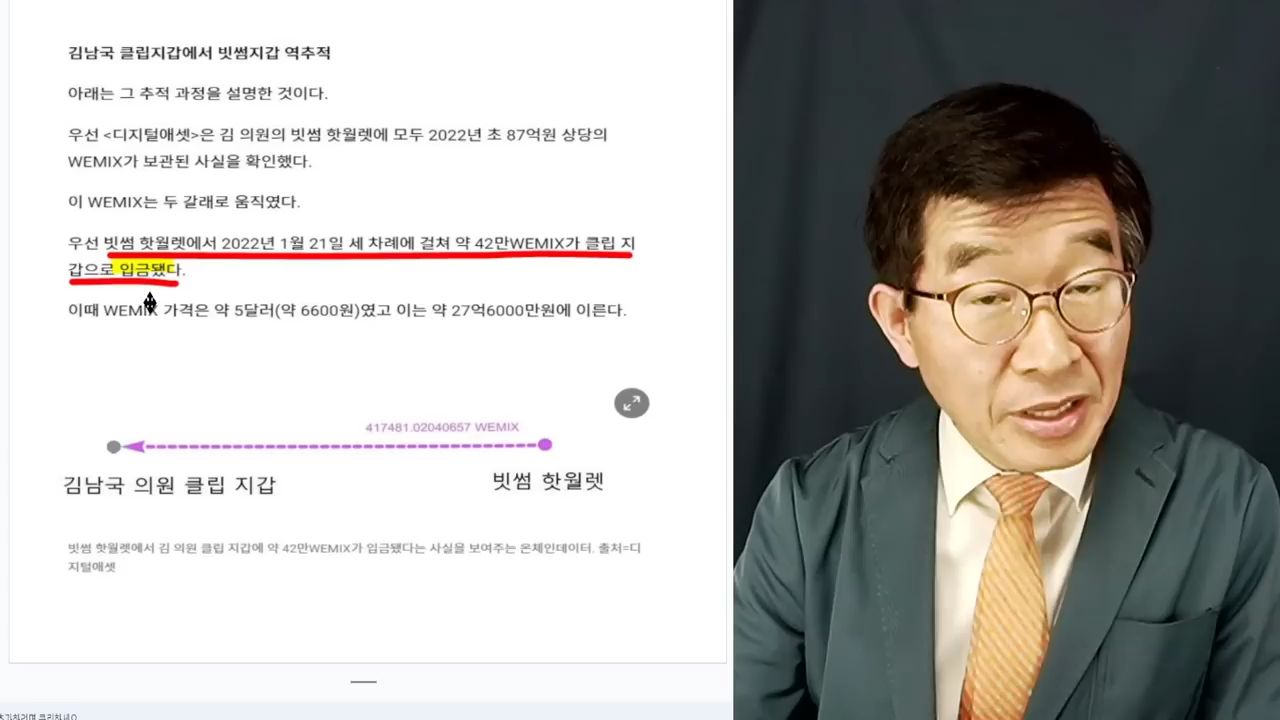 김남국 클립지갑에서 빗썸지갑 역추적
아래는 그 추적 과정을 설명한 것이다.
우선 <디지털애셋>은 김 의원의 빗썸 핫월렛에 모두 2022년 초 87억원 상당의
WEMIX가 보관된 사실을 확인했다.
이 WEMIX는 두 갈래로 움직였다.
우선 빗썸 핫월렛에서 2022년 1월 21일 세 차례에 걸쳐 약 42만WEMIX가 클립 지
갑으로 입금됐다.
이때 WEMIX 가격은 약 5달러(약 6600원)였고 이는 약 27억6000만원에 이른다.
417481.02040657 WEMIX
김남국 의원 클립 지갑
빗썸 핫월렛
빗썸 핫월렛에서 김 의원 클립 지갑에 약 42만WEMIX가 입금됐다는 사실을 보여주는 온체인데이터. 출처=디
지털애셋